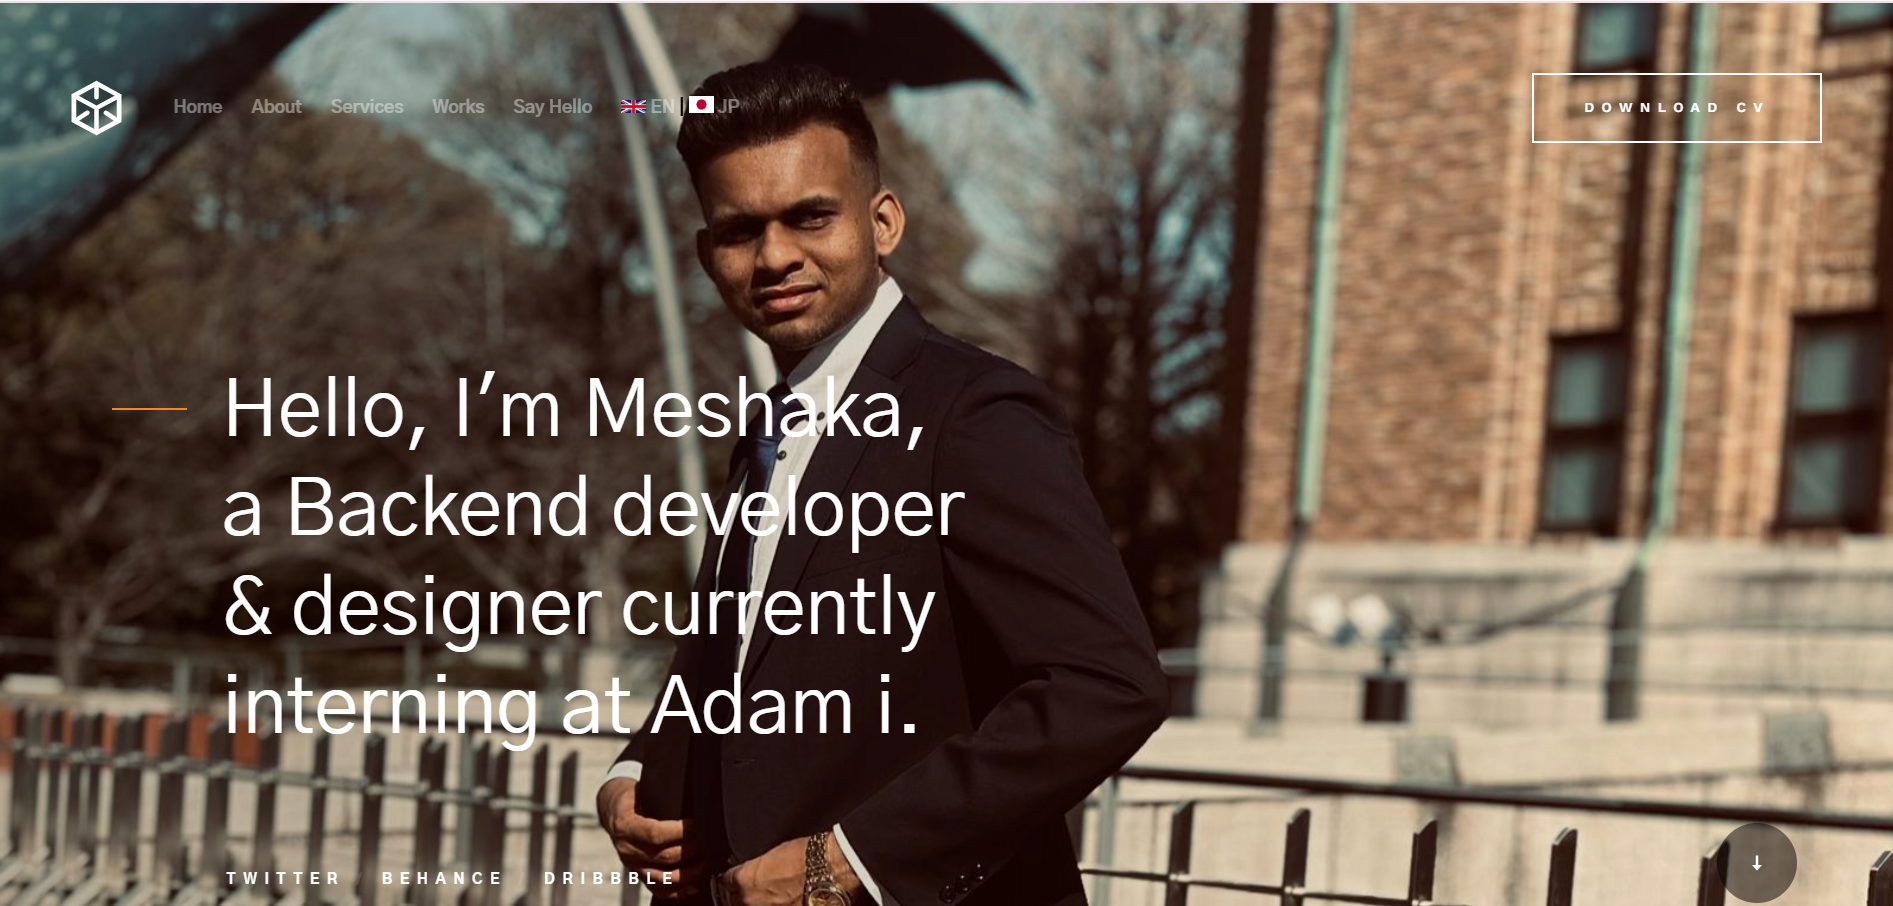 Home About Services Works Say Hello EN | JP
DOWNLOAD CV
Hello, I'm Meshaka,
a Backend developer
& designer currently
interning at Adam i.
TWITTER / BEHANCE / DRIBBBLE